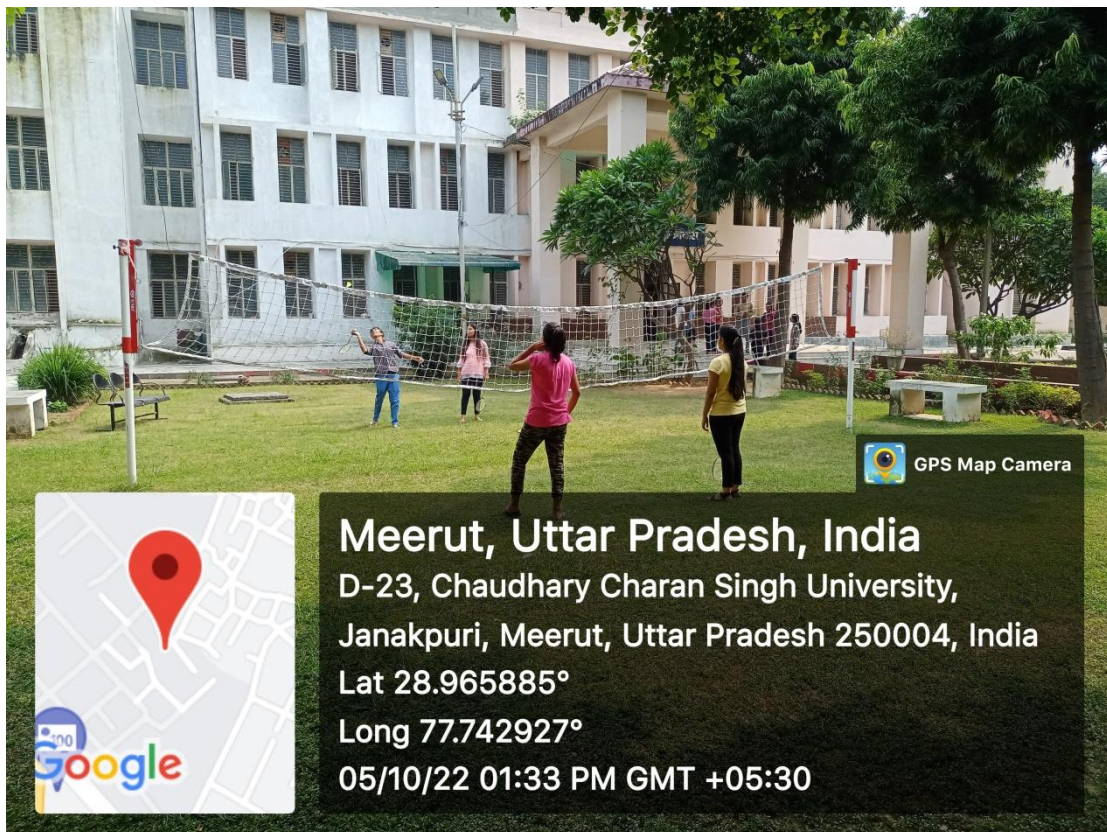 GPS Map Camera
Meerut, Uttar Pradesh, India
D-23, Chaudhary Charan Singh University,
Janakpuri, Meerut, Uttar Pradesh 250004, India
Lat 28.965885°
Long 77.742927°
05/10/22 01:33 PM GMT +05:30
100
Google